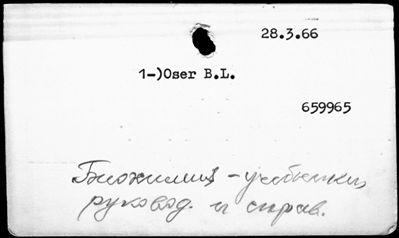 28.3.66
1-)Oser B.L.
659965
Биохимия - учебники,
руковод. и справ.